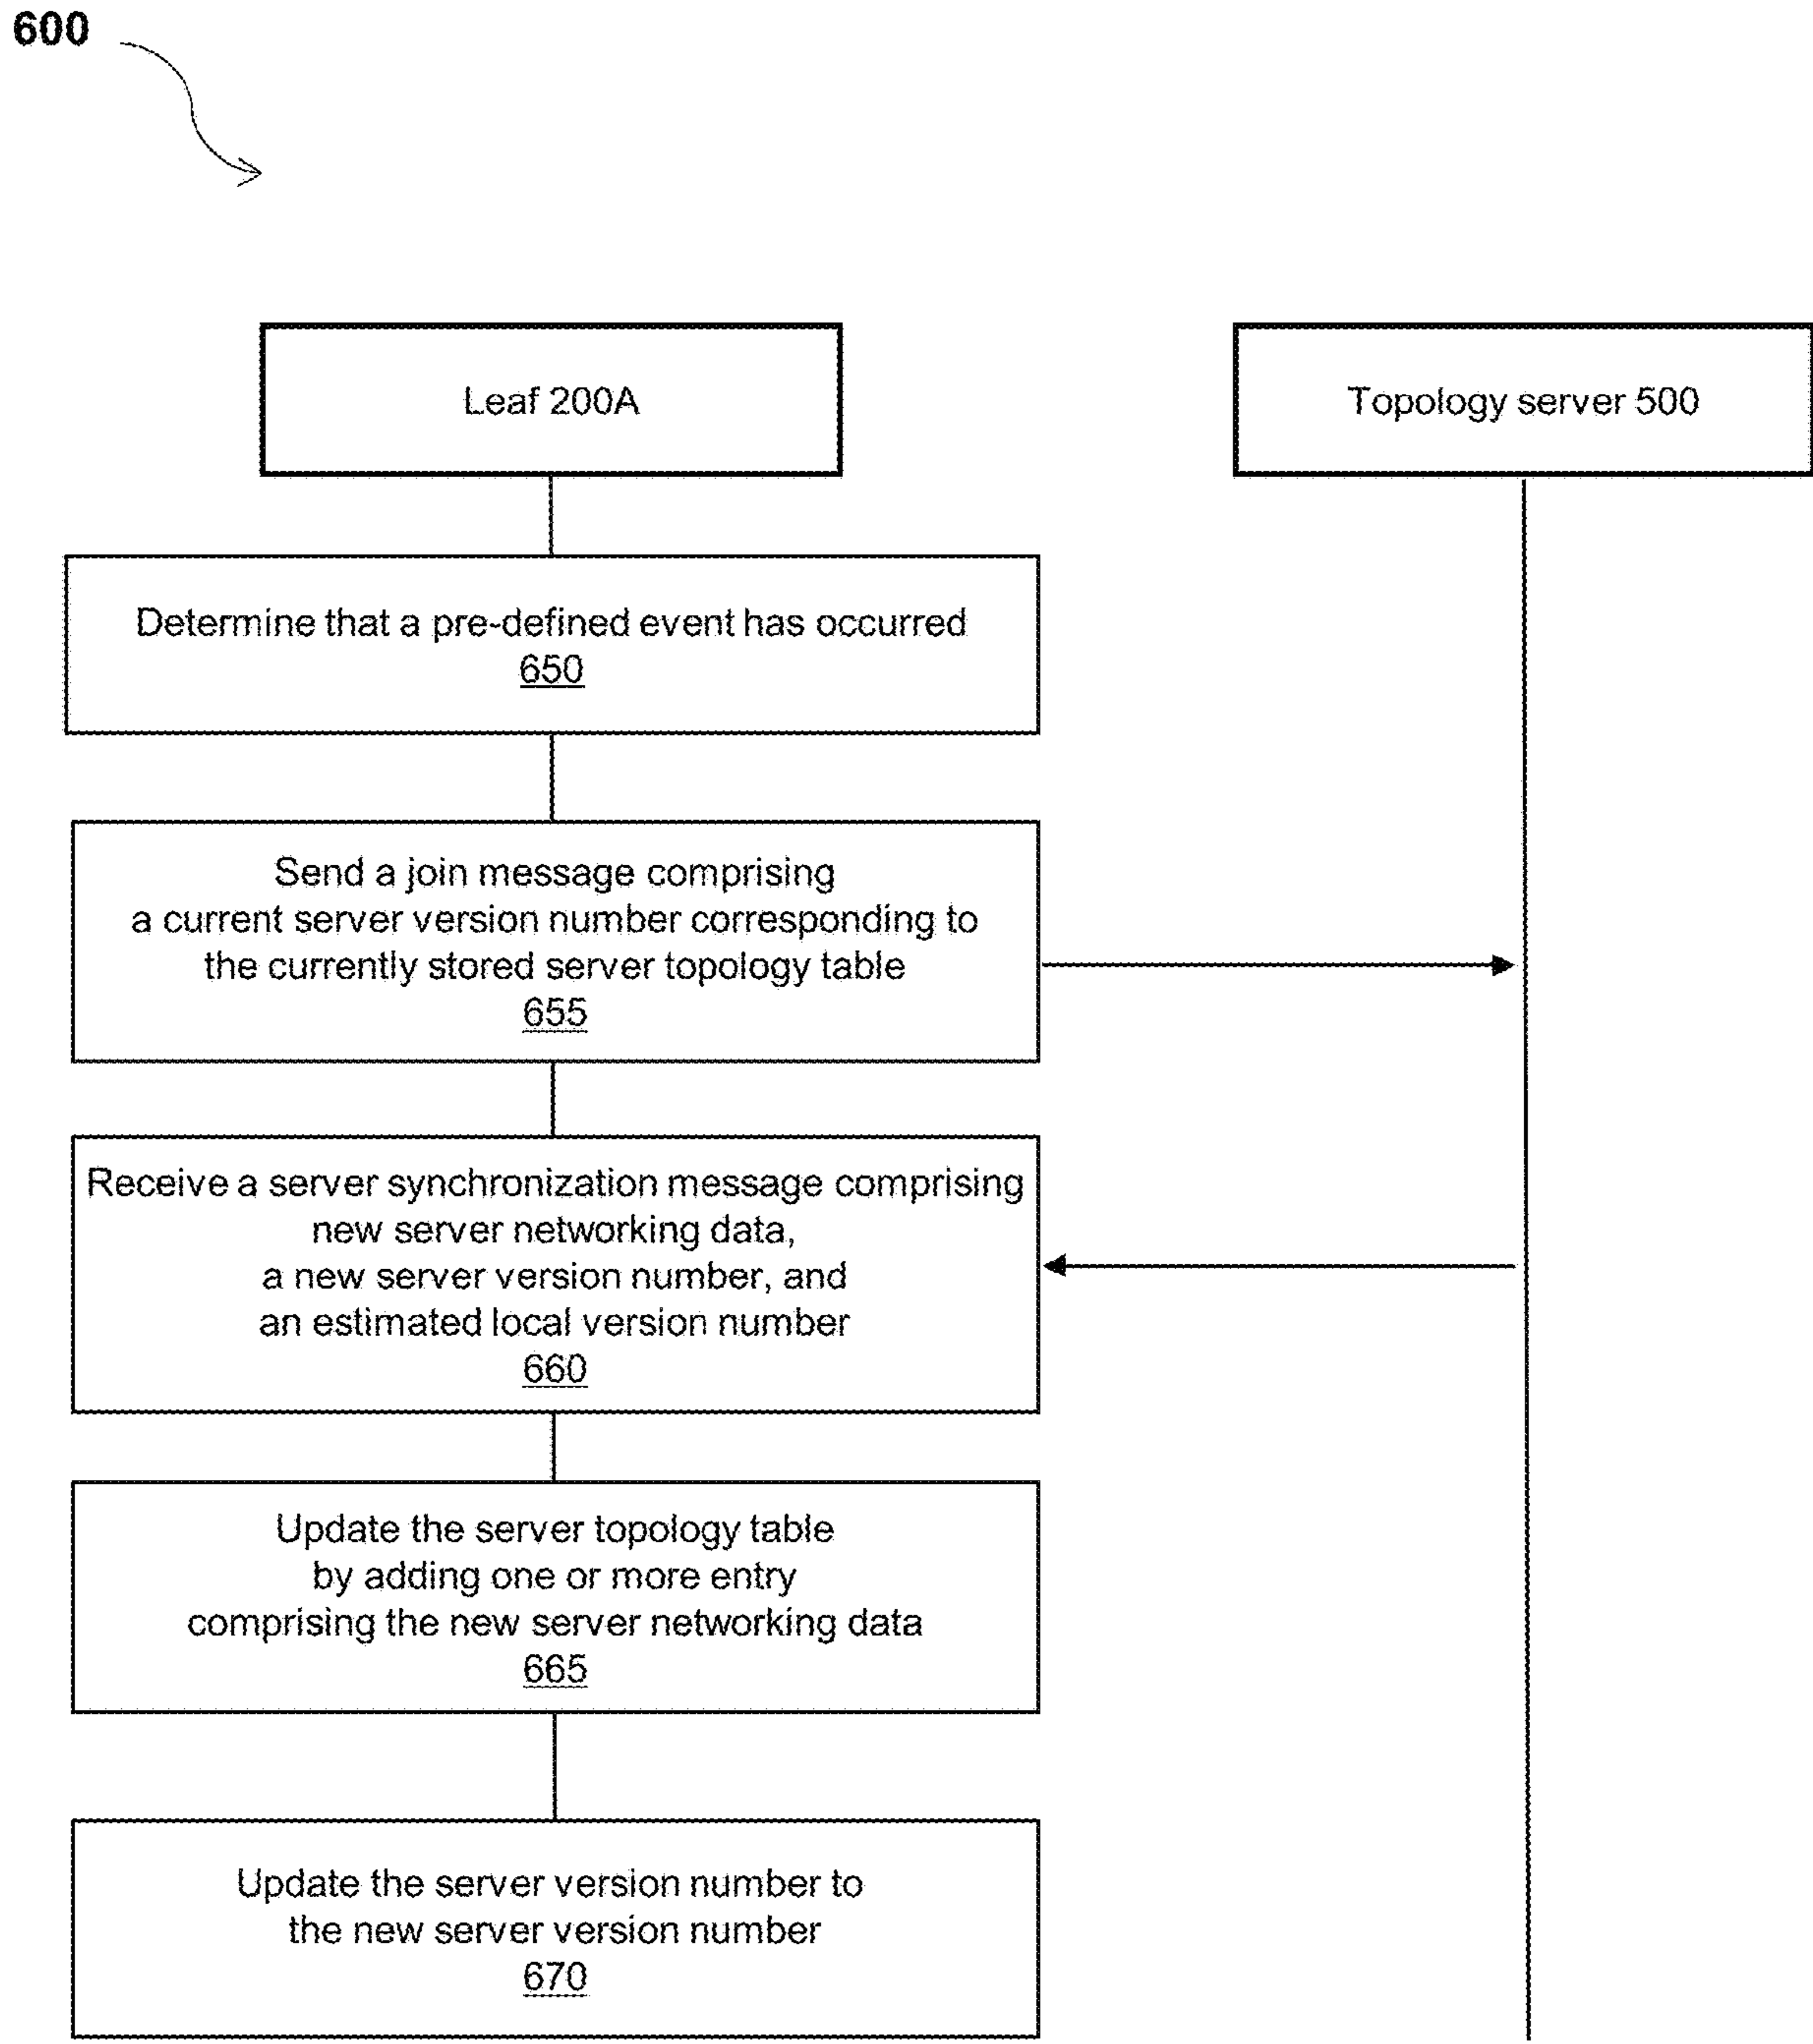 600
Leaf 200A
Topology server 500
Determine that a pre-defined event has occurred
650
Send a join message comprising
a current server version number corresponding to
the currently stored server topology table
655
Receive a server synchronization message comprising
new server networking data,
a new server version number, and
an estimated local version number
660
Update the server topology table
by adding one or more entry
comprising the new server networking data
665
Update the server version number to
the new server version number
670